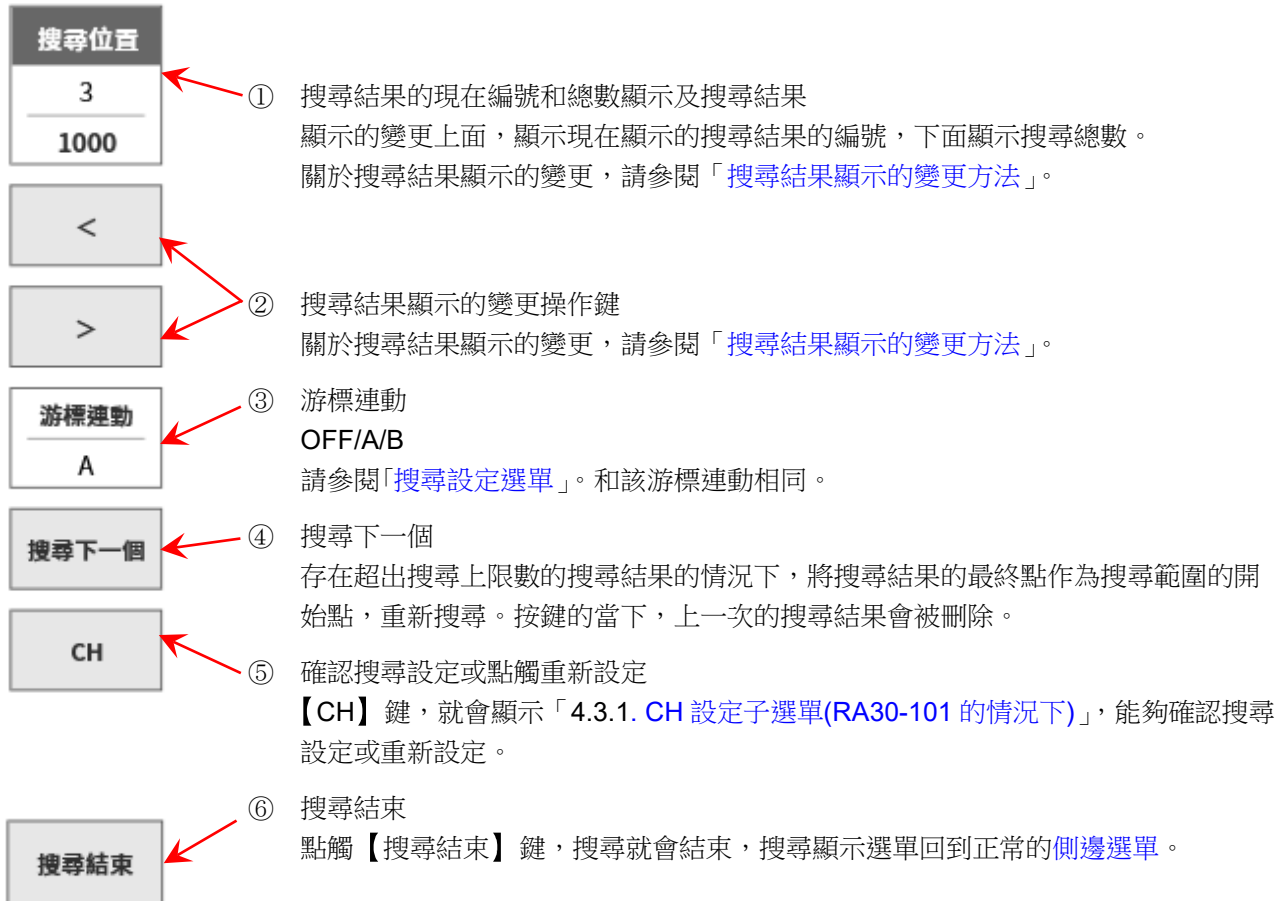 搜尋位置
3
1000
① 搜尋結果的現在編號和總數顯示及搜尋結果
顯示的變更上面，顯示現在顯示的搜尋結果的編號，下面顯示搜尋總數。
關於搜尋結果顯示的變更，請參閱「搜尋結果顯示的變更方法」。
<
>
② 搜尋結果顯示的變更操作鍵
關於搜尋結果顯示的變更，請參閱「搜尋結果顯示的變更方法」。
游標連動
A
③ 游標連動
OFF/A/B
請參閱「搜尋設定選單」。和該游標連動相同。
搜尋下一個
④ 搜尋下一個
存在超出搜尋上限數的搜尋結果的情況下，將搜尋結果的最終點作為搜尋範圍的開
始點，重新搜尋。按鍵的當下，上一次的搜尋結果會被刪除。
CH
⑤ 確認搜尋設定或點觸重新設定
【CH】鍵，就會顯示「4.3.1. CH 設定子選單(RA30-101 的情況下)」，能夠確認搜尋
設定或重新設定。
搜尋結束
⑥ 搜尋結束
點觸【搜尋結束】鍵，搜尋就會結束，搜尋顯示選單回到正常的側邊選單。